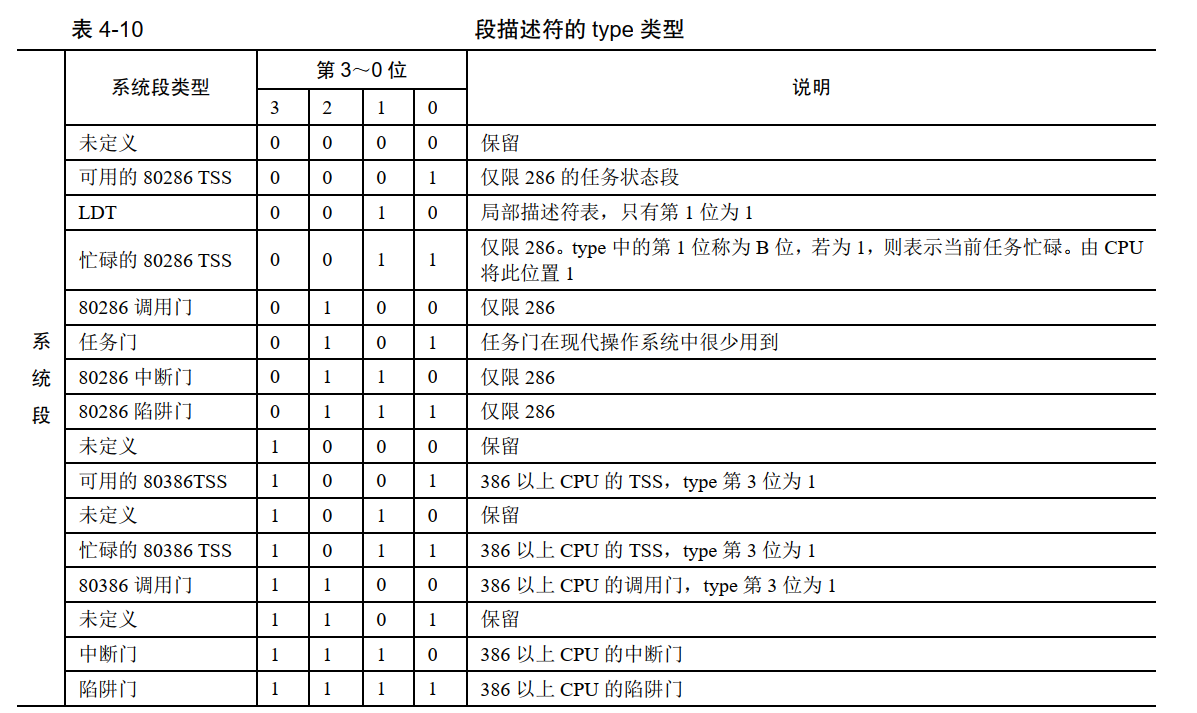 表 4-10 段描述符的 type 类型
系统段类型 第 3～0 位 说明
3 2 1 0
未定义 0 0 0 0 保留
可用的 80286 TSS 0 0 0 1 仅限 286 的任务状态段
LDT 0 0 1 0 局部描述符表，只有第 1 位为 1
忙碌的 80286 TSS 0 0 1 1 仅限 286。type 中的第 1 位称为 B 位，若为 1，则表示当前任务忙碌。由 CPU
将此位置 1
80286 调用门 0 1 0 0 仅限 286
任务门 0 1 0 1 任务门在现代操作系统中很少用到
80286 中断门 0 1 1 0 仅限 286
80286 陷阱门 0 1 1 1 仅限 286
未定义 1 0 0 0 保留
可用的 80386TSS 1 0 0 1 386 以上 CPU 的 TSS，type 第 3 位为 1
未定义 1 0 1 0 保留
忙碌的 80386 TSS 1 0 1 1 386 以上 CPU 的 TSS，type 第 3 位为 1
80386 调用门 1 1 0 0 386 以上 CPU 的调用门，type 第 3 位为 1
未定义 1 1 0 1 保留
中断门 1 1 1 0 386 以上 CPU 的中断门
陷阱门 1 1 1 1 386 以上 CPU 的陷阱门
系
统
段